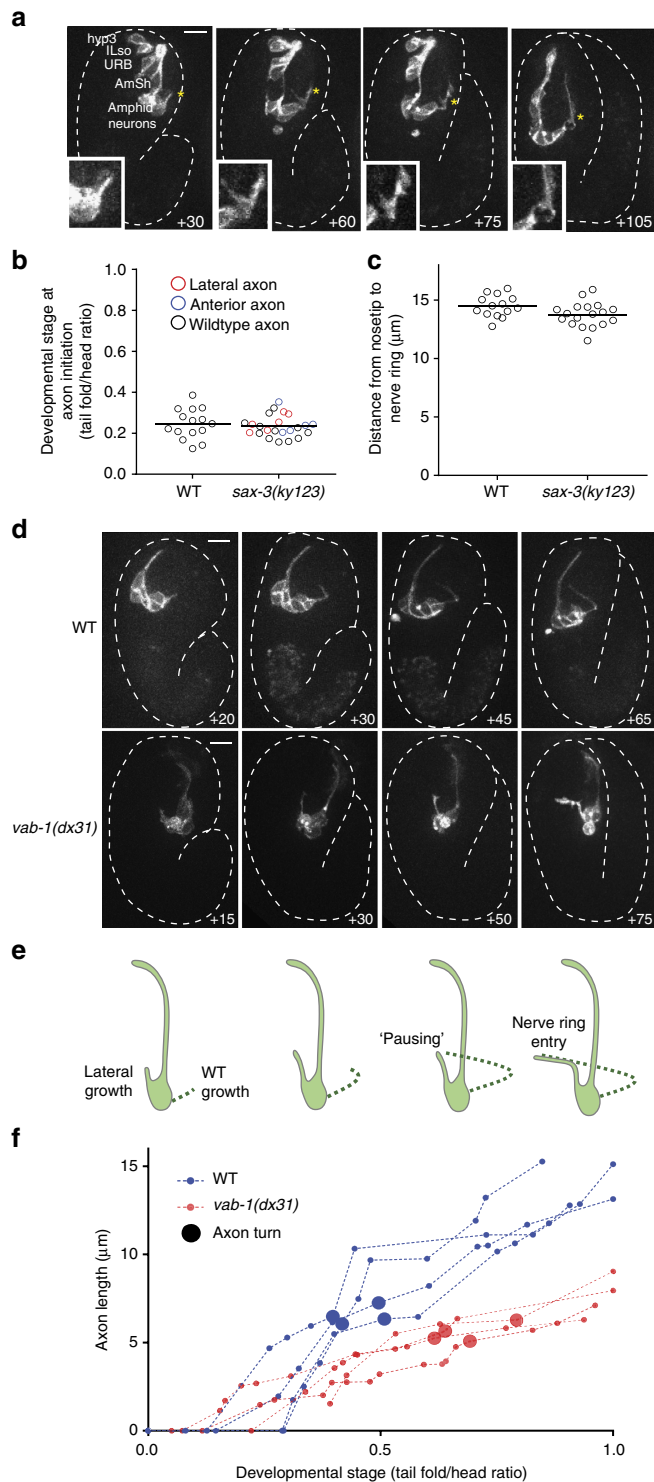 a
hyp3
ILso
URB
AmSh
Amphid
neurons
*
+30
*
+60
*
+75
*
+105
b
Developmental stage at
axon initiation
(tail fold/head ratio)
1.0
0.8
0.6
0.4
0.2
0.0
Lateral axon
Anterior axon
Wildtype axon
WT
sax-3(ky123)
c
Distance from nosetip to
nerve ring (μm)
15
10
5
0
WT
sax-3(ky123)
d
WT
+20
+30
+45
+65
vab-1(dx31)
+15
+30
+50
+75
e
Lateral
growth
WT
growth
'Pausing'
Nerve ring
entry
f
Axon length (μm)
15
10
5
0
WT
vab-1(dx31)
Axon turn
0.0
0.5
1.0
Developmental stage (tail fold/head ratio)